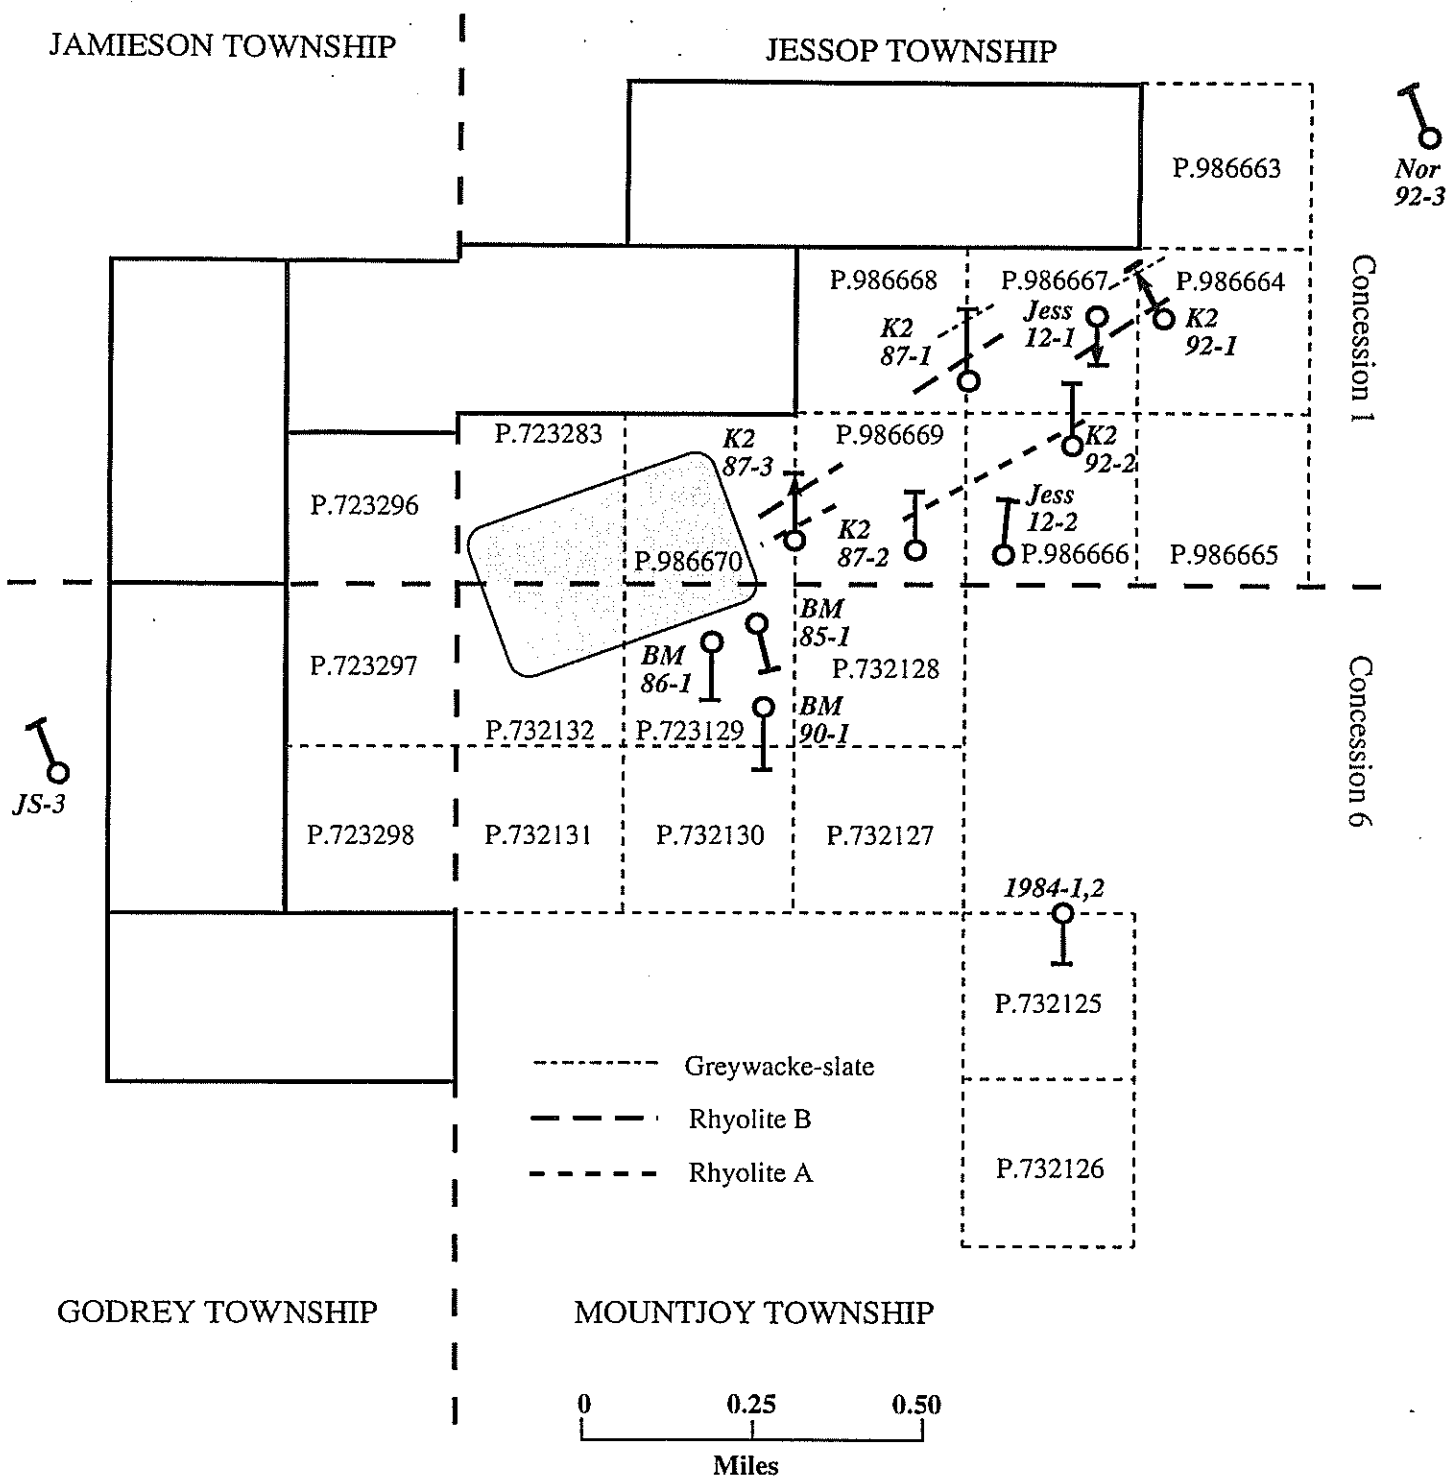 JAMIESON TOWNSHIP
JESSOP TOWNSHIP
P.986663
Nor
92-3
P.986668
P.986667
P.986664
K2
87-1
Jess
12-1
K2
92-1
Concession 1
P.723283
K2
87-3
P.986669
K2
92-2
P.723296
Jess
12-2
K2
87-2
P.986670
P.986666
P.986665
BM
85-1
P.723297
BM
86-1
P.732128
Concession 6
BM
90-1
P.732132
P.723129
JS-3
P.723298
P.732131
P.732130
P.732127
1984-1,2
P.732125
Greywacke-slate
Rhyolite B
Rhyolite A
P.732126
GODREY TOWNSHIP
MOUNTJOY TOWNSHIP
0 0.25 0.50
Miles